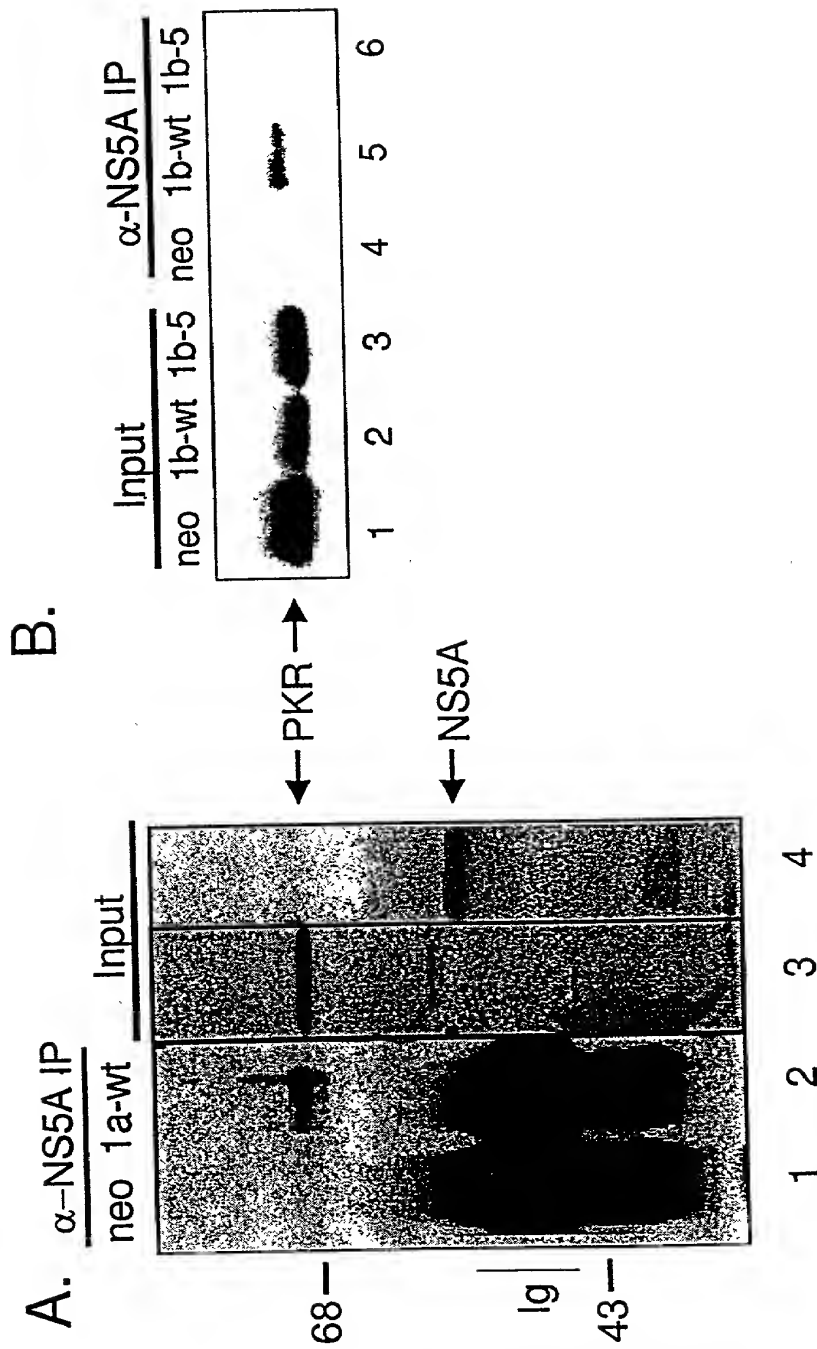 A.
α–NS5A IP
Input
neo 1a-wt
68
Ig
43
1 2 3 4
PKR
NS5A
B.
Input
α-NS5A IP
neo 1b-wt 1b-5 neo 1b-wt 1b-5
1 2 3 4 5 6